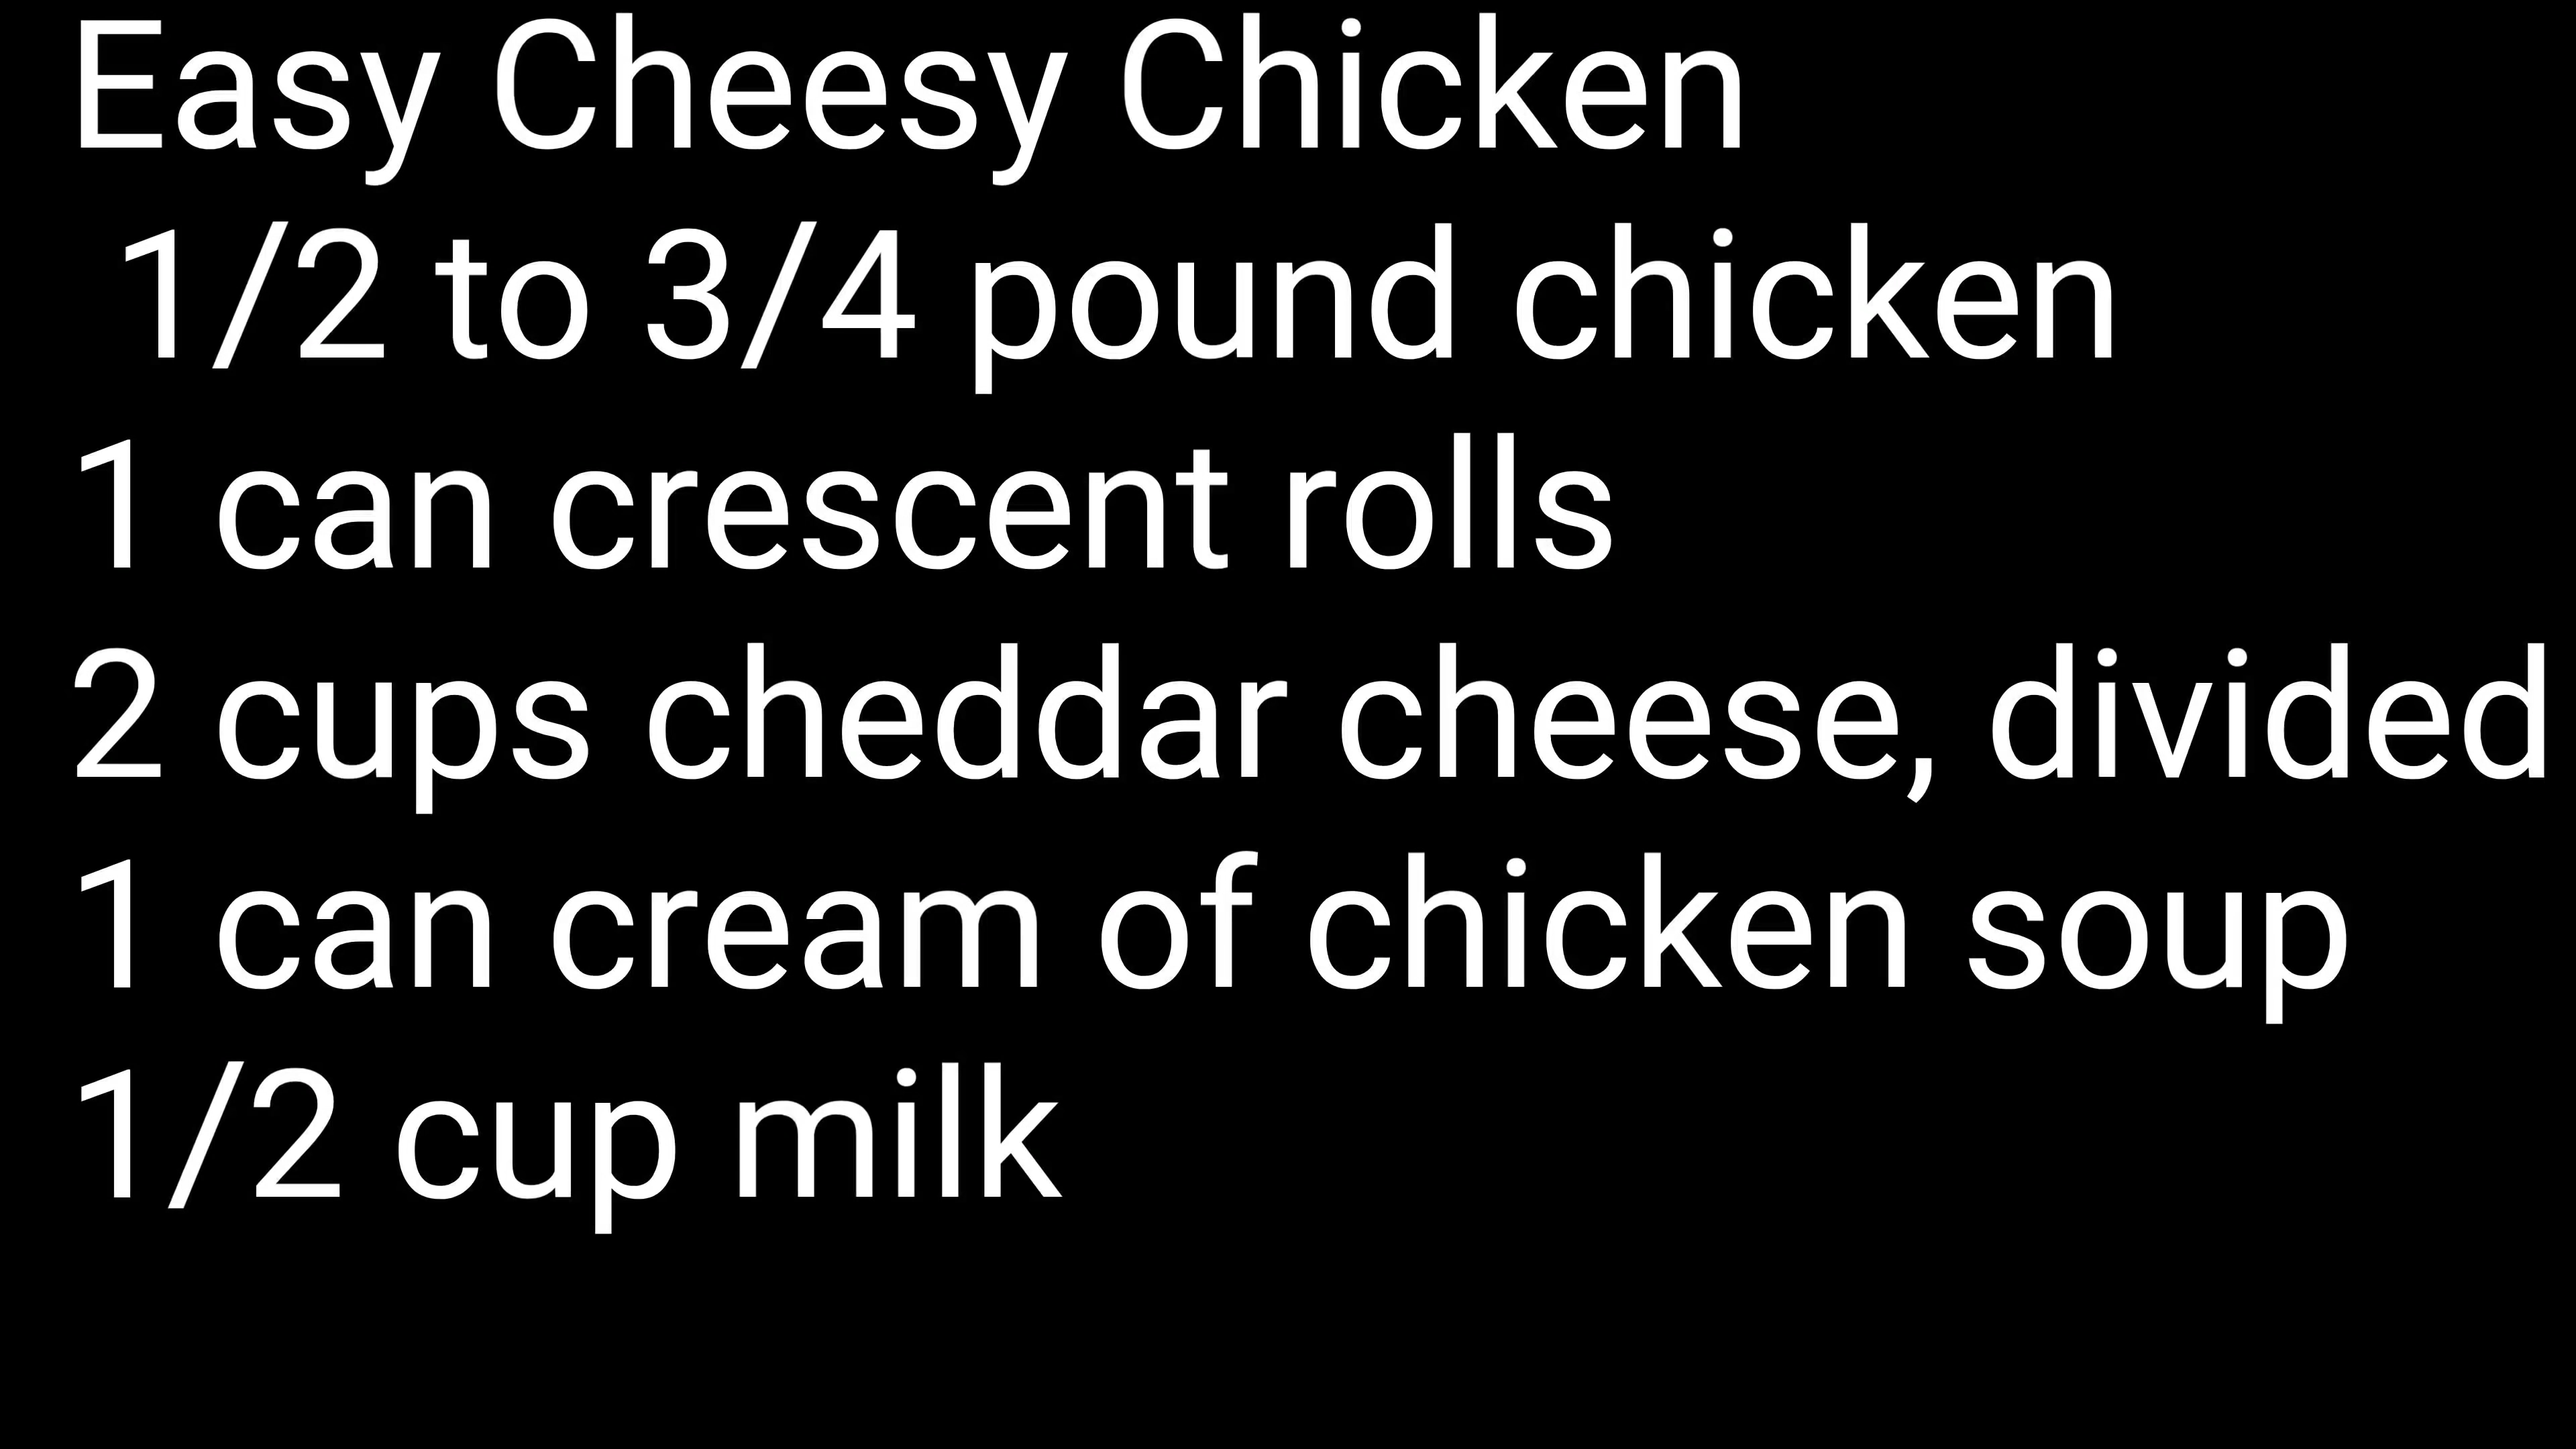 Easy Cheesy Chicken
1/2 to 3/4 pound chicken
1 can crescent rolls
2 cups cheddar cheese, divided
1 can cream of chicken soup
1/2 cup milk